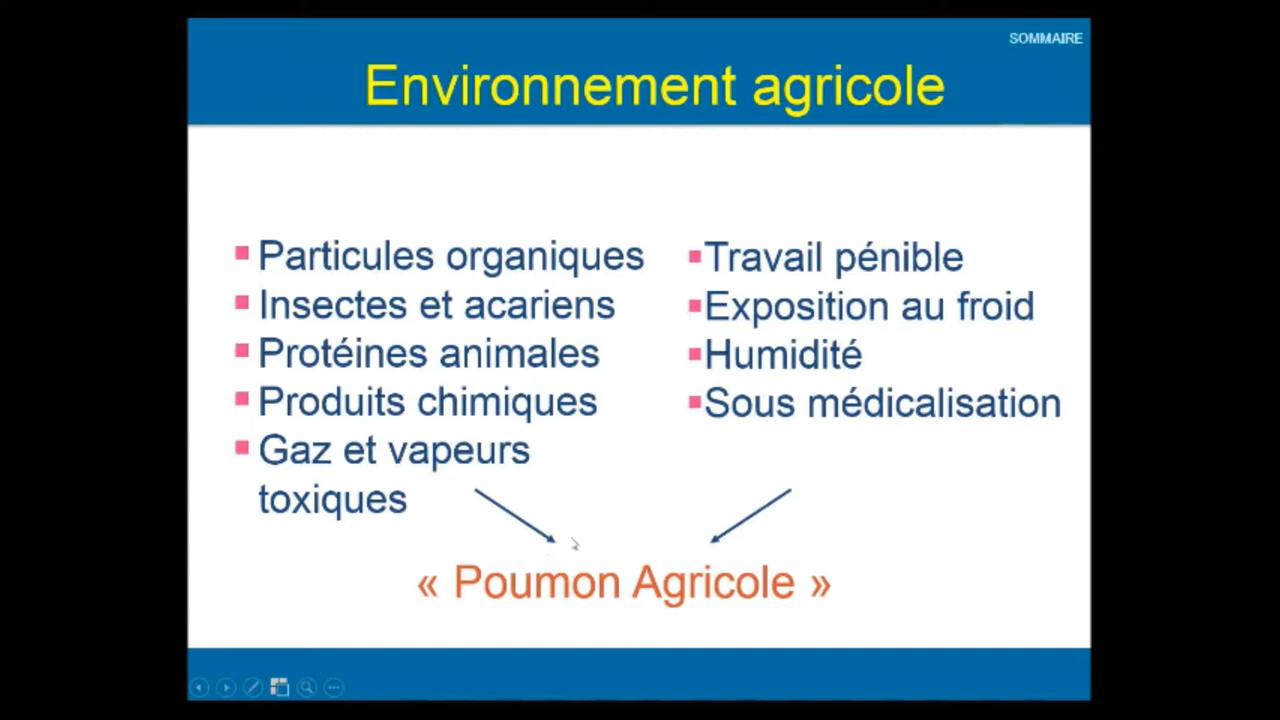 SOMMAIRE
Environnement agricole
Particules organiques
Insectes et acariens
Protéines animales
Produits chimiques
Gaz et vapeurs
toxiques
Travail pénible
Exposition au froid
Humidité
Sous médicalisation
« Poumon Agricole »